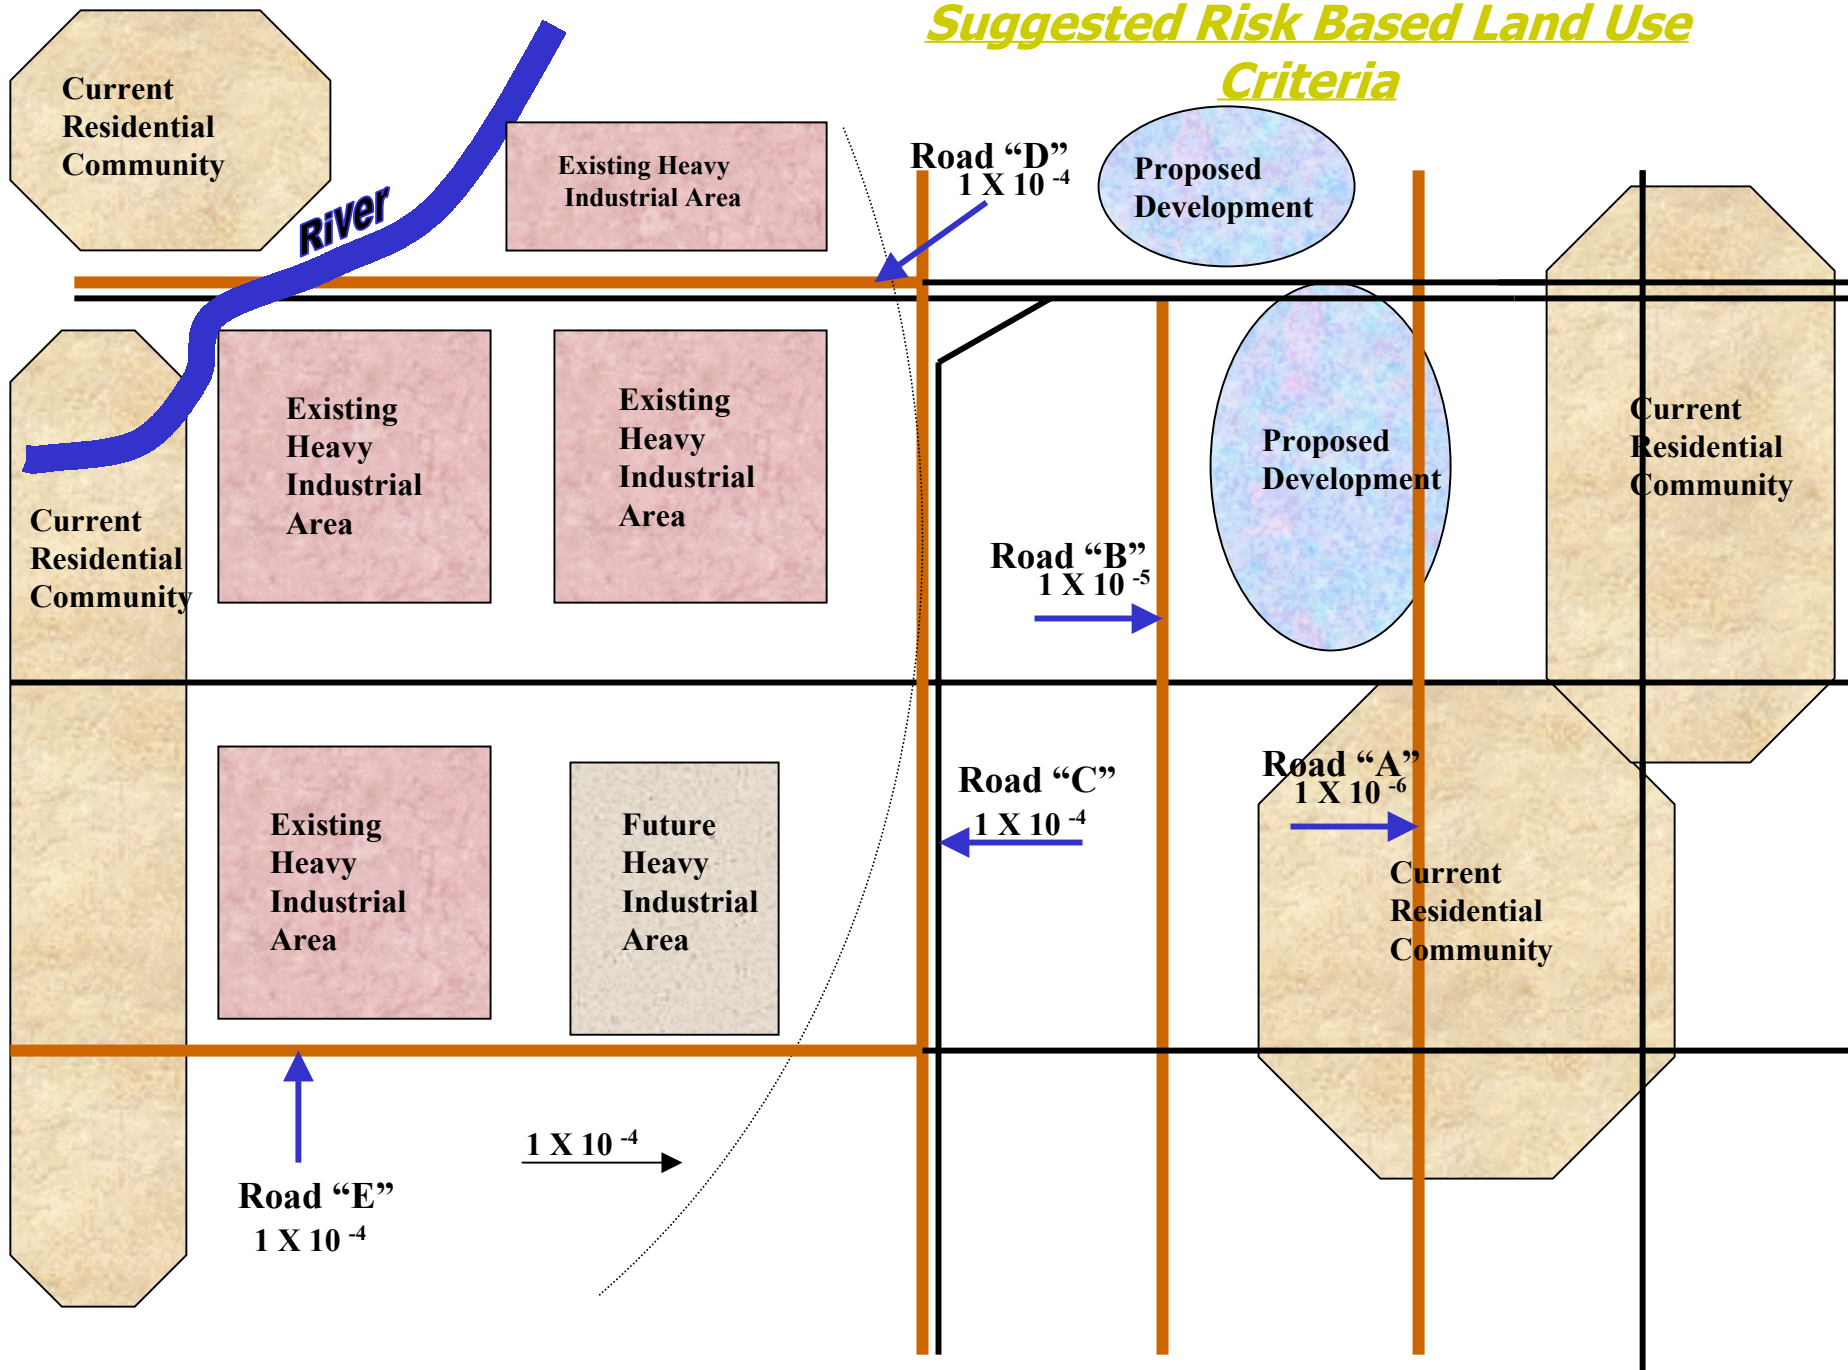 Suggested Risk Based Land Use
Criteria
Current
Residential
Community
River
Existing Heavy
Industrial Area
Road “D”
1 X 10 -4
Proposed
Development
Existing
Heavy
Industrial
Area
Existing
Heavy
Industrial
Area
Proposed
Development
Current
Residential
Community
Current
Residential
Community
Road “B”
1 X 10 -5
Existing
Heavy
Industrial
Area
Future
Heavy
Industrial
Area
Road “C”
1 X 10 -4
Road “A”
1 X 10 -6
Current
Residential
Community
1 X 10 -4
Road “E”
1 X 10 -4